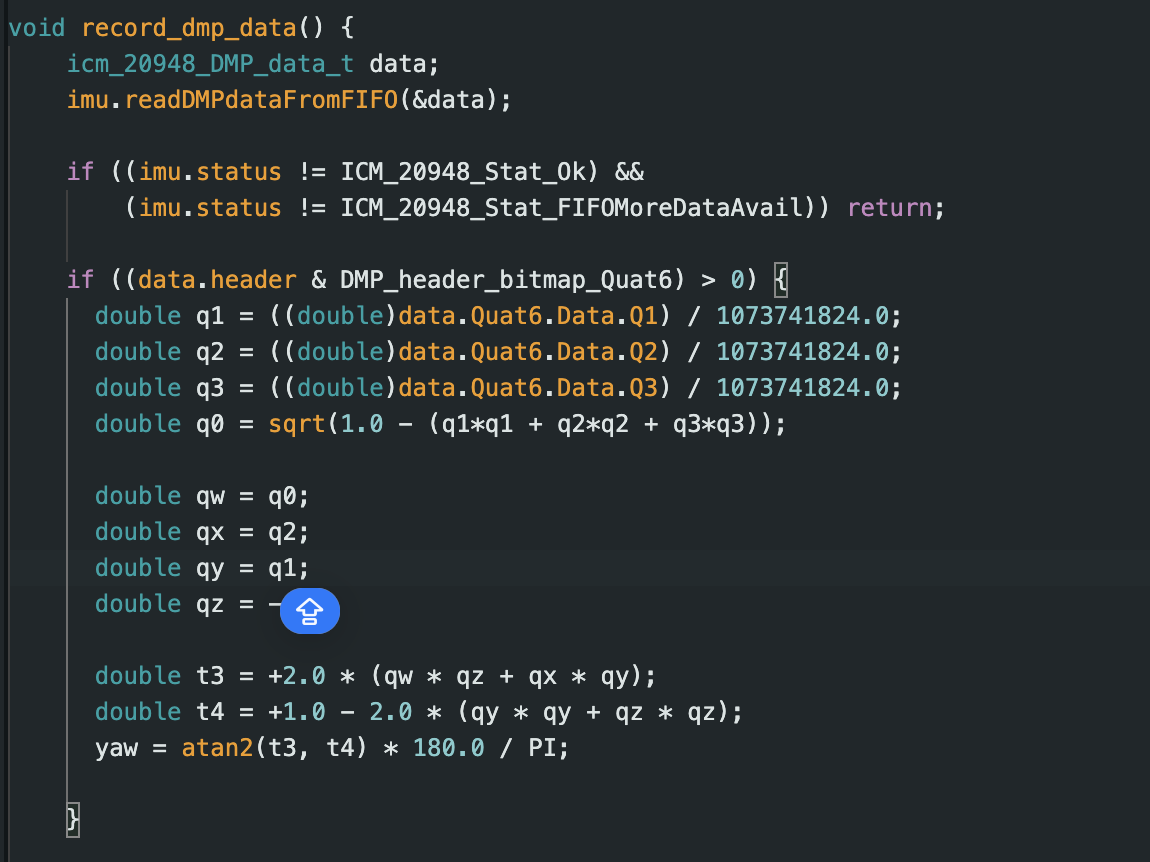 void record_dmp_data() {
icm_20948_DMP_data_t data;
imu.readDMPdataFromFIFO(&data);
if ((imu.status != ICM_20948_Stat_Ok) &&
(imu.status != ICM_20948_Stat_FIFOMoreDataAvail)) return;
if ((data.header & DMP_header_bitmap_Quat6) > 0) {
double q1 = ((double)data.Quat6.Data.Q1) / 1073741824.0;
double q2 = ((double)data.Quat6.Data.Q2) / 1073741824.0;
double q3 = ((double)data.Quat6.Data.Q3) / 1073741824.0;
double q0 = sqrt(1.0 - (q1*q1 + q2*q2 + q3*q3));
double qw = q0;
double qx = q2;
double qy = q1;
double qz = -
double t3 = +2.0 * (qw * qz + qx * qy);
double t4 = +1.0 - 2.0 * (qy * qy + qz * qz);
yaw = atan2(t3, t4) * 180.0 / PI;
}